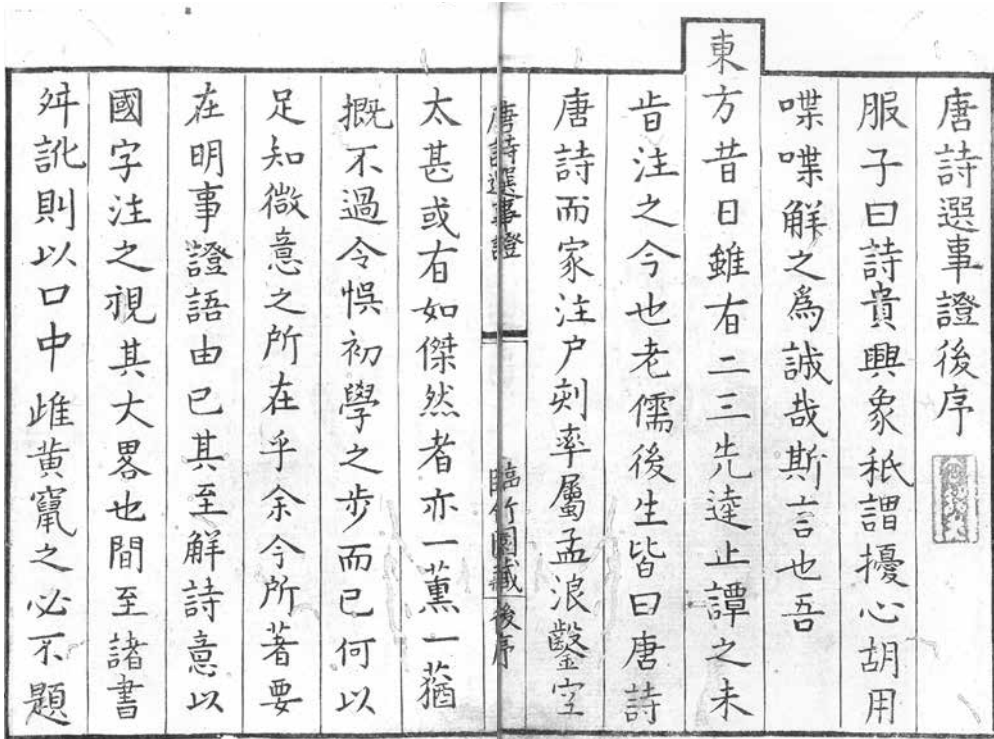 唐詩選事證後序
服子曰詩貴興象秖謂擾心胡用
喋喋解之爲誠哉斯言也吾
東方昔日雖有二三先達止譚之未
肯注之今也老儒後生皆曰唐詩
唐詩而家注户刻率屬孟浪鑿空
唐詩選事證
臨竹園藏
後序
太甚或有如傑然者亦一薰一蕕
摡不過令悞初學之步而已何以
足知微意之所在乎余今所著要
在明事證語由已其至解詩意以
國字注之視其大畧也間至諸書
舛訛則以口中雌黄竄之必不題